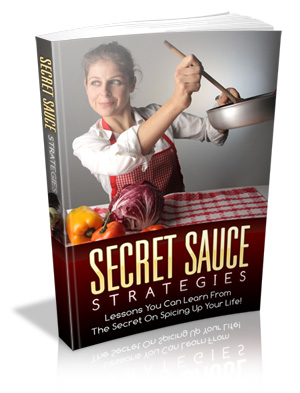 SECRET SAUCE
STRATEGIES
SECRET SAUCE
STRATEGIES
Lessons You Can Learn From
The Secret On Spicing Up Your Life!